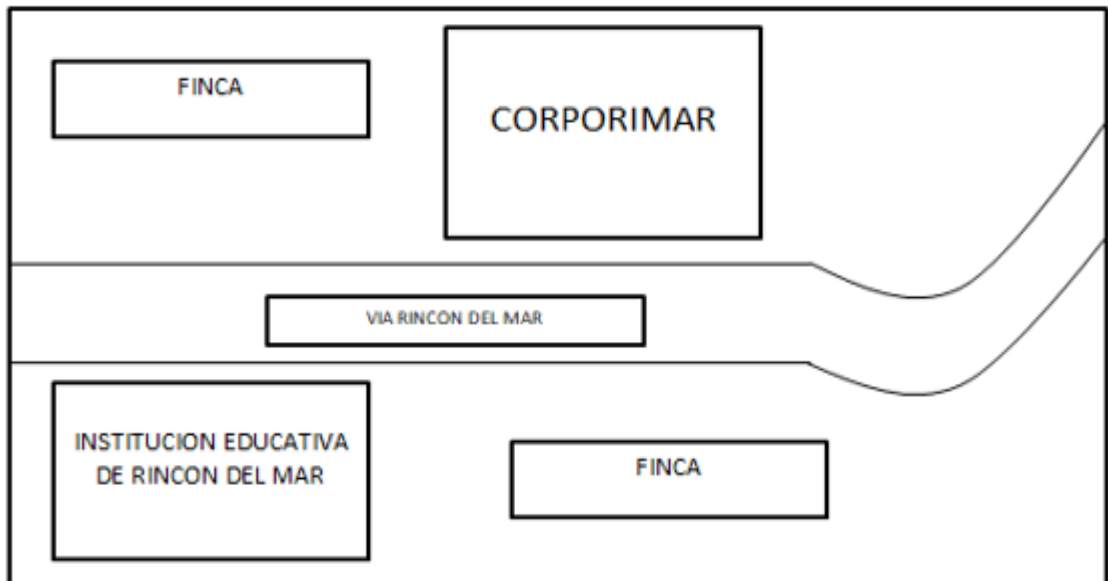 FINCA
CORPORIMAR
VIA RINCON DEL MAR
INSTITUCION EDUCATIVA
DE RINCON DEL MAR
FINCA